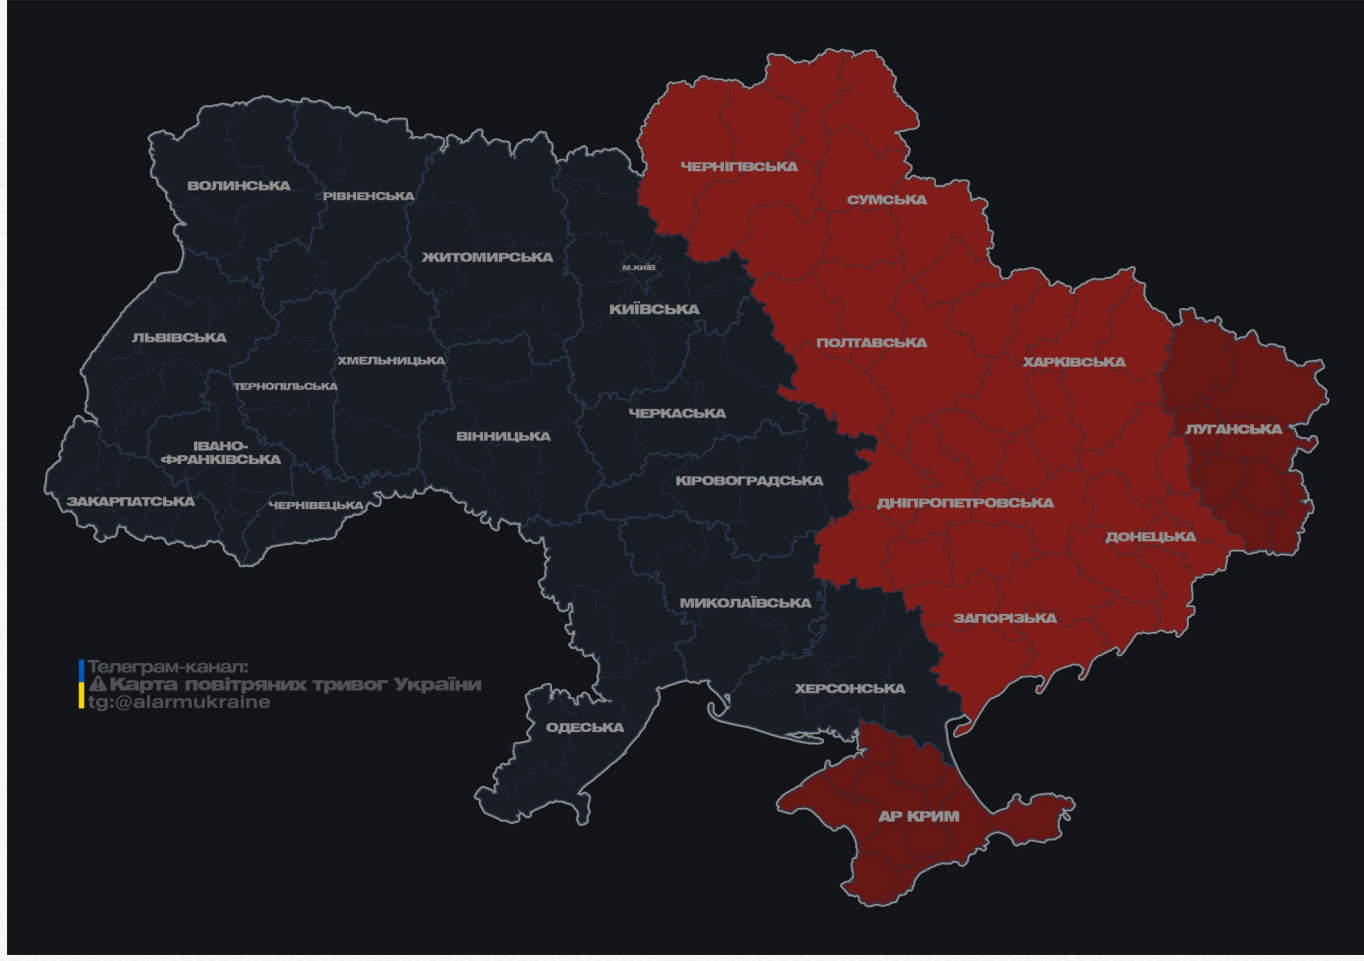 ЧЕРНІГІВСЬКА
ВОЛИНСЬКА
РІВНЕНСЬКА
СУМСЬКА
ЖИТОМИРСЬКА
М.КИЇВ
КИЇВСЬКА
ЛЬВІВСЬКА
ПОЛТАВСЬКА
ХМЕЛЬНИЦЬКА
ХАРКІВСЬКА
ТЕРНОПІЛЬСЬКА
ЧЕРКАСЬКА
ЛУГАНСЬКА
ВІННИЦЬКА
ІВАНО-
ФРАНКІВСЬКА
КІРОВОГРАДСЬКА
ЗАКАРПАТСЬКА
ЧЕРНІВЕЦЬКА
ДНІПРОПЕТРОВСЬКА
ДОНЕЦЬКА
МИКОЛАЇВСЬКА
ЗАПОРІЗЬКА
Телеграм-канал:
Карта повітряних тривог України
tg:@alarmukraine
ХЕРСОНСЬКА
ОДЕСЬКА
АР КРИМ